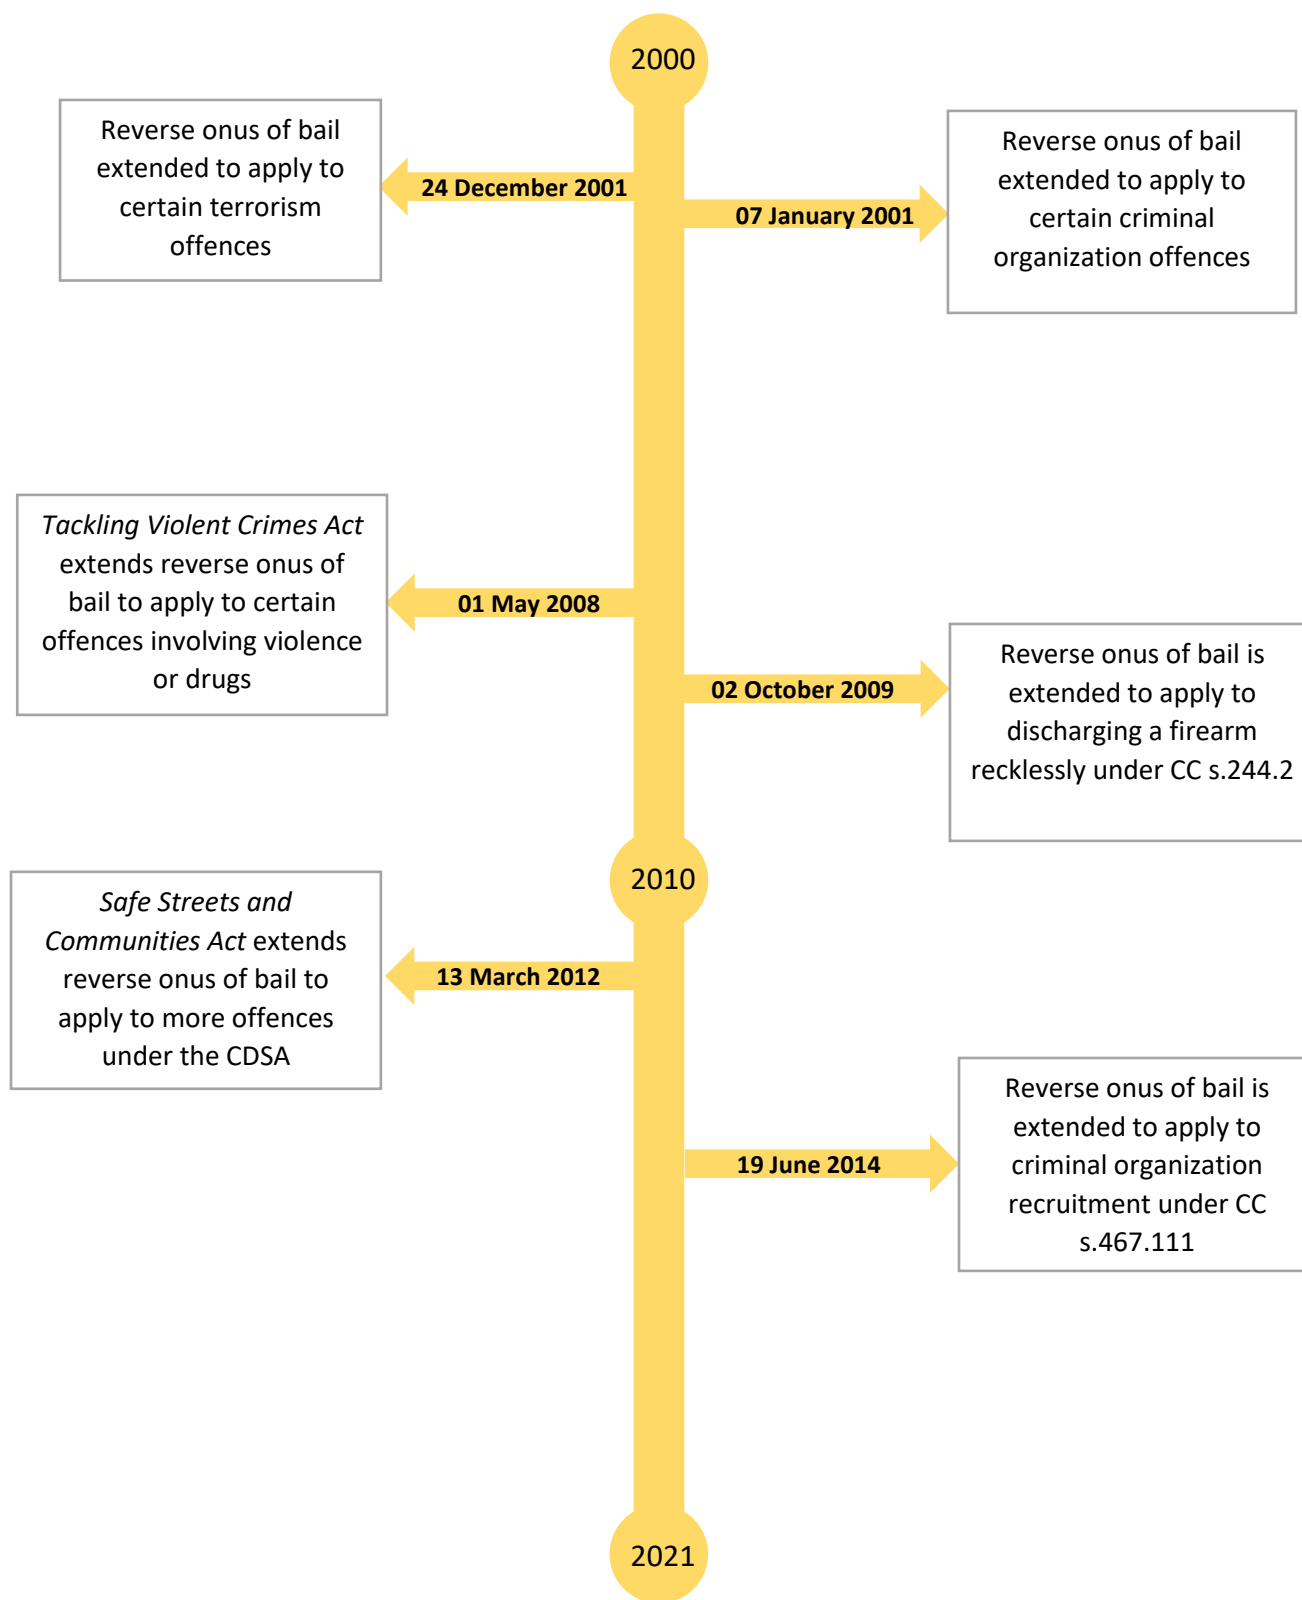 2000
Reverse onus of bail
extended to apply to
certain terrorism
offences
24 December 2001
07 January 2001
Reverse onus of bail
extended to apply to
certain criminal
organization offences
Tackling Violent Crimes Act
extends reverse onus of
bail to apply to certain
offences involving violence
or drugs
01 May 2008
02 October 2009
Reverse onus of bail is
extended to apply to
discharging a firearm
recklessly under CC s.244.2
2010
Safe Streets and
Communities Act extends
reverse onus of bail to
apply to more offences
under the CDSA
13 March 2012
19 June 2014
Reverse onus of bail is
extended to apply to
criminal organization
recruitment under CC
s.467.111
2021